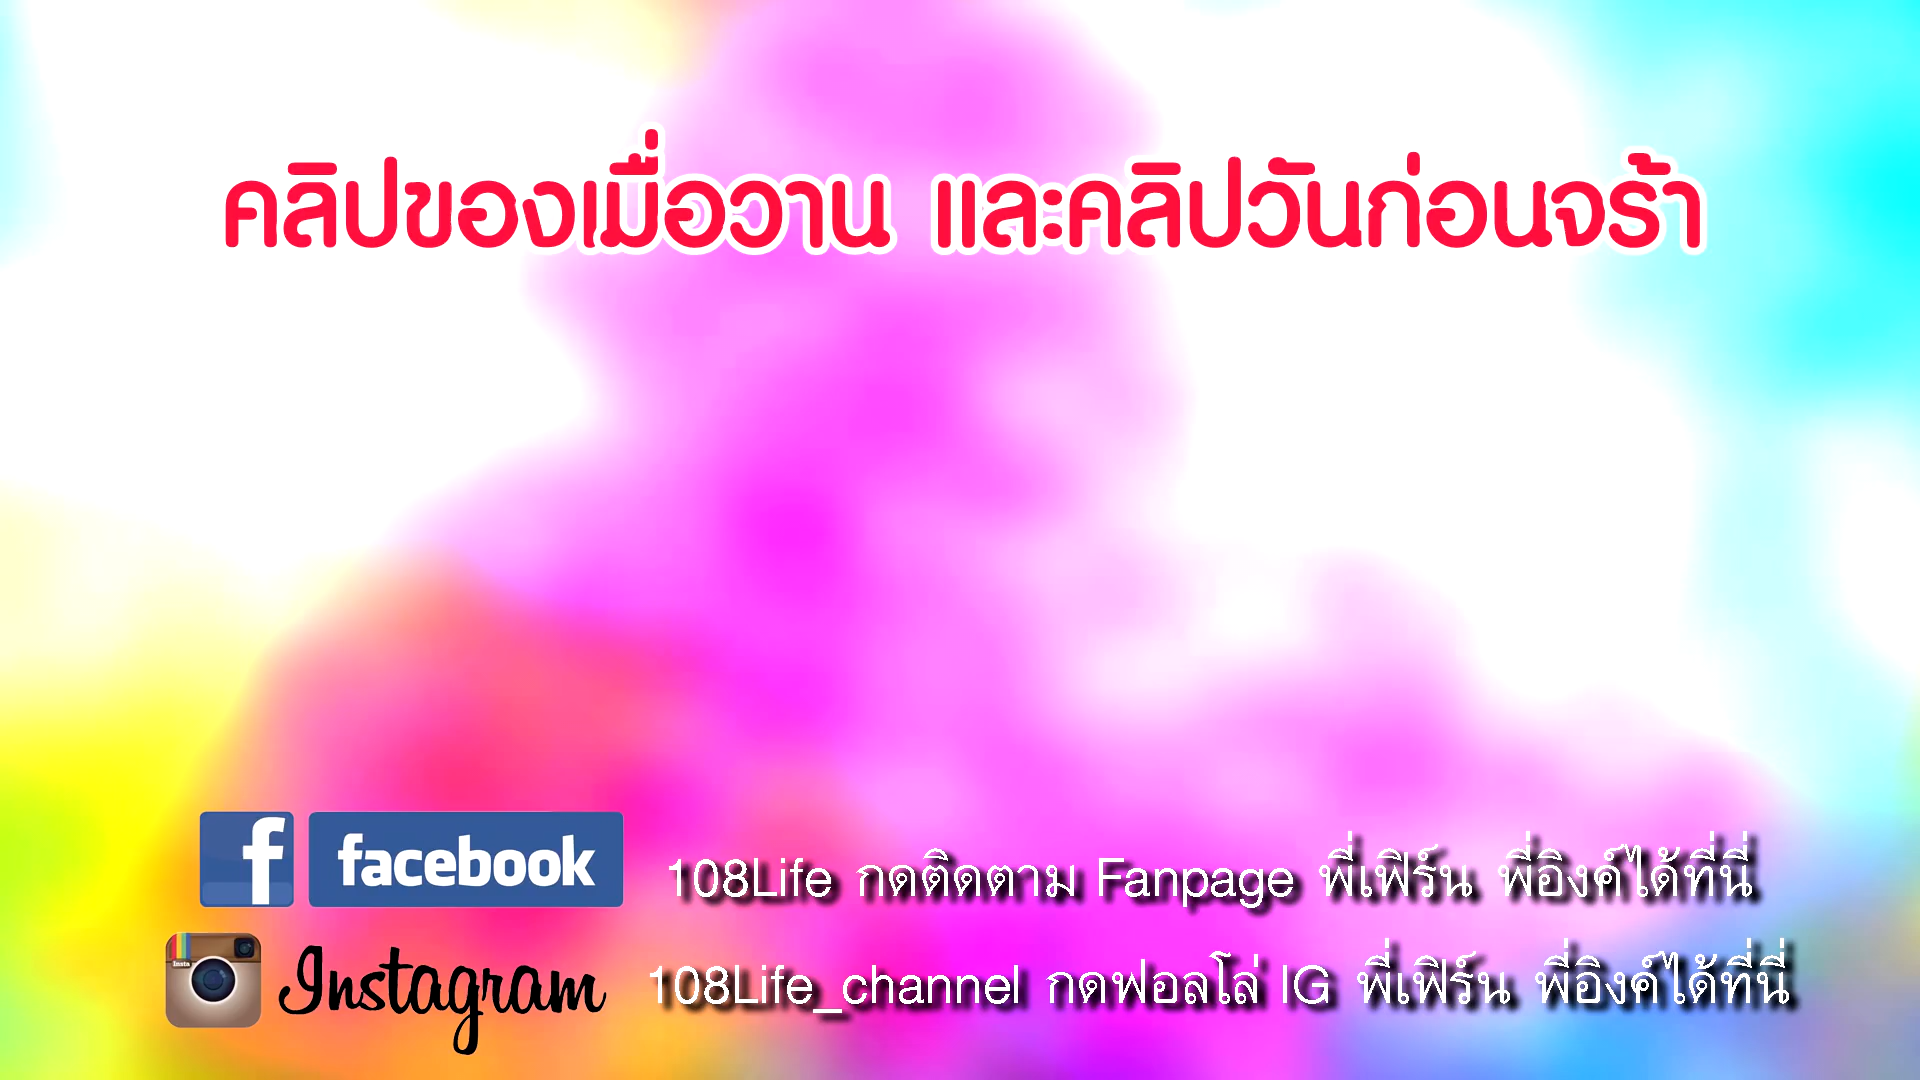 คลิปของเมื่อวาน และคลิปวันก่อนจร้า
f facebook 108Life กดติดตาม Fanpage พี่เฟิร์น พี่อิงค์ได้ที่นี่
Insta Instagram 108Life_channel กดฟอลโล่ IG พี่เฟิร์น พี่อิงค์ได้ที่นี่